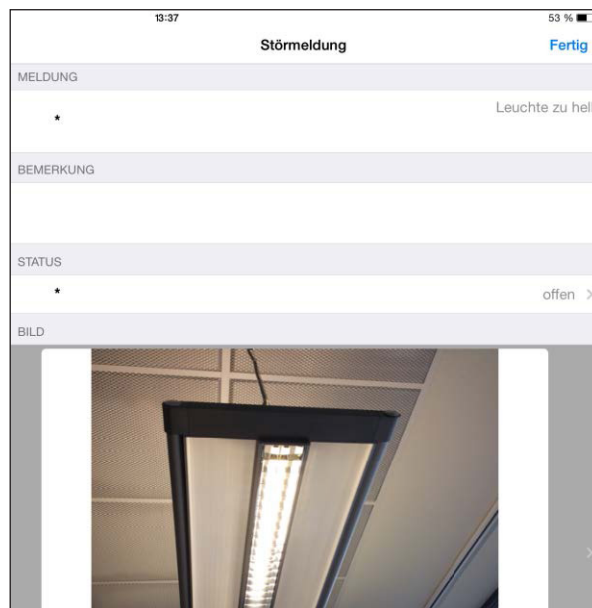 13:37 53 %
Störmeldung Fertig
MELDUNG
* Leuchte zu hell
BEMERKUNG
STATUS
* offen
BILD